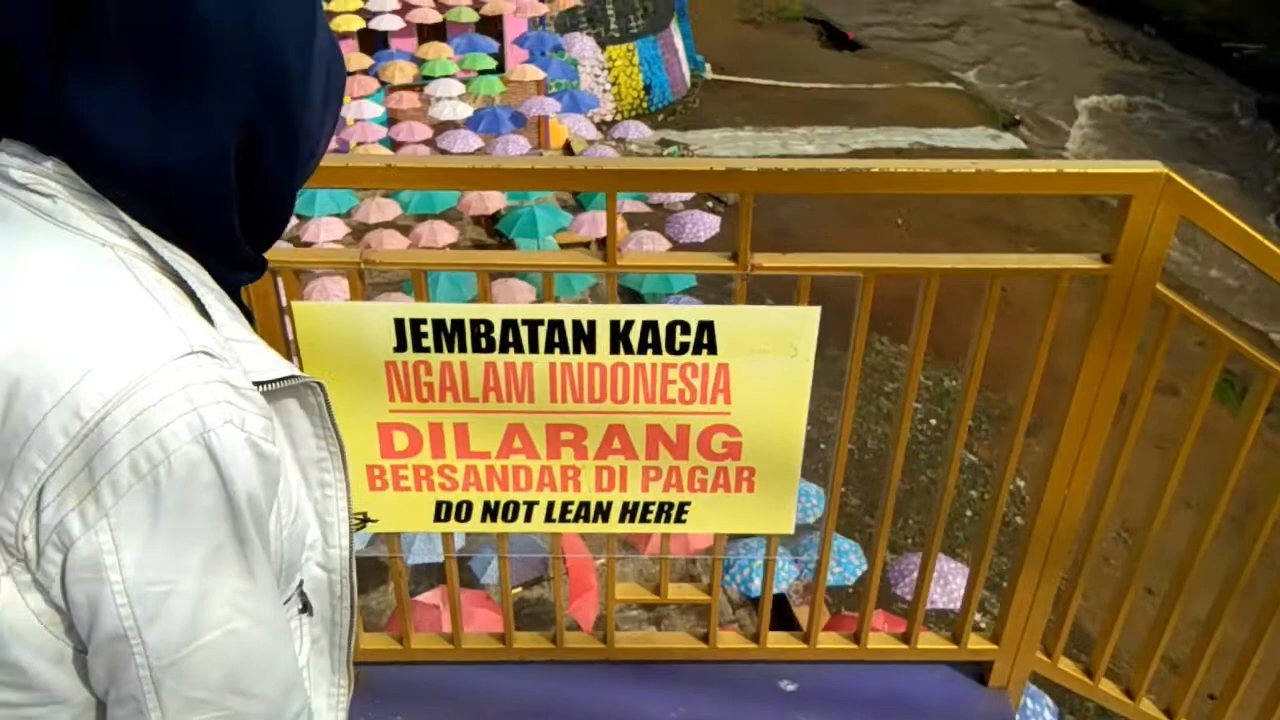 JEMBATAN KACA
NGALAM INDONESIA
DILARANG
BERSANDAR DI PAGAR
DO NOT LEAN HERE